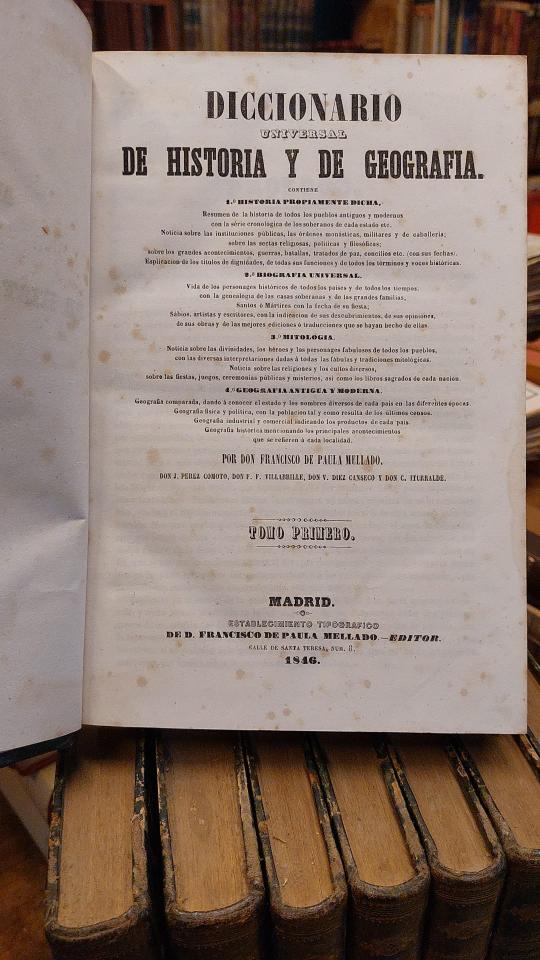 DICCIONARIO
UNIVERSAL
DE HISTORIA Y DE GEOGRAFIA.
CONTIENE
1.º HISTORIA PROPIAMENTE DICHA,
Resumen de la historia de todos los pueblos antiguos y modernos
con la série cronológica de los soberanos de cada estado etc.
Noticia sobre las instituciones públicas, las órdenes monásticas, militares y de caballeria;
sobre las sectas religiosas, políticas y filosóficas;
sobre los grandes acontecimientos, guerras, batallas, tratados de paz, concilios etc. (con sus fechas).
Esplicacion de los títulos de dignidades, de todas sus funciones y de todos los términos y voces históricas.
2.º BIOGRAFIA UNIVERSAL.
Vida de los personages históricos de todos los paises y de todos los tiempos,
con la genealogia de las casas soberanas y de las grandes familias;
Santos ó Mártires con la fecha de su fiesta;
Sábios, artistas y escritores, con la indicacion de sus descubrimientos, de sus opiniones,
de sus obras y de las mejores ediciones ó traducciones que se hayan hecho de ellas.
3.º MITOLOGIA.
Noticia sobre las divinidades, los héroes y los personages fabulosos de todos los pueblos,
con las diversas interpretaciones dadas á todas las fábulas y tradiciones mitológicas.
Noticia sobre las religiones y los cultos diversos,
sobre las fiestas, juegos, ceremonias públicas y misterios, asi como los libros sagrados de cada nacion.
4.º GEOGRAFIA ANTIGUA Y MODERNA.
Geografia comparada, dando á conocer el estado y los nombres diversos de cada pais en las diferentes épocas.
Geografia física y política, con la poblacion tal y como resulta de los últimos censos.
Geografia industrial y comercial indicando los productos de cada pais.
Geografia histórica mencionando los principales acontecimientos
que se refieren á cada localidad.
POR DON FRANCISCO DE PAULA MELLADO.
DON J. PEREZ COMOTO, DON F. F. VILLABRILLE, DON V. DIEZ CANSECO Y DON C. ITURRALDE.
TOMO PRIMERO.
MADRID.
ESTABLECIMIENTO TIPOGRAFICO
DE D. FRANCISCO DE PAULA MELLADO.—EDITOR.
CALLE DE SANTA TERESA, NUM. 8.
1846.